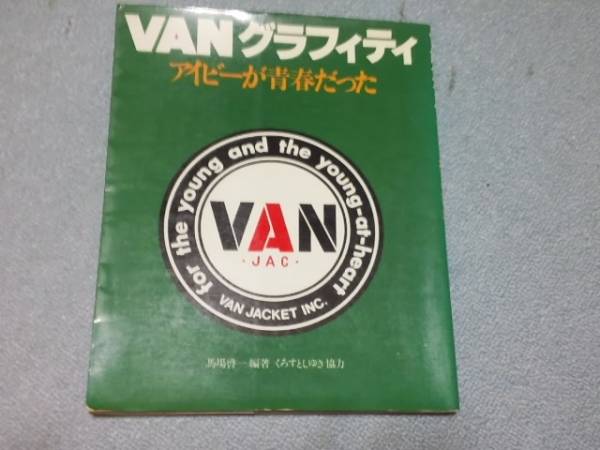 VANグラフィティ
アイビーが青春だった
for the young and the young-at-heart
VAN
・JAC・
VAN JACKET INC.
馬場啓一編著 くろすとしゆき協力